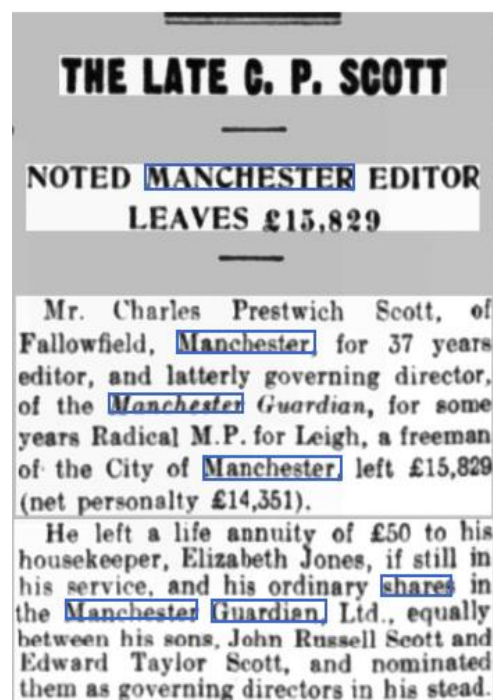 THE LATE C. P. SCOTT
NOTED MANCHESTER EDITOR
LEAVES £15,829
Mr. Charles Prestwich Scott, of
Fallowfield, Manchester, for 37 years
editor, and latterly governing director,
of the Manchester Guardian, for some
years Radical M.P. for Leigh, a freeman
of the City of Manchester, left £15,829
(net personalty £14,351).
He left a life annuity of £50 to his
housekeeper, Elizabeth Jones, if still in
his service, and his ordinary shares in
the Manchester Guardian, Ltd., equally
between his sons, John Russell Scott and
Edward Taylor Scott, and nominated
them as governing directors in his stead.